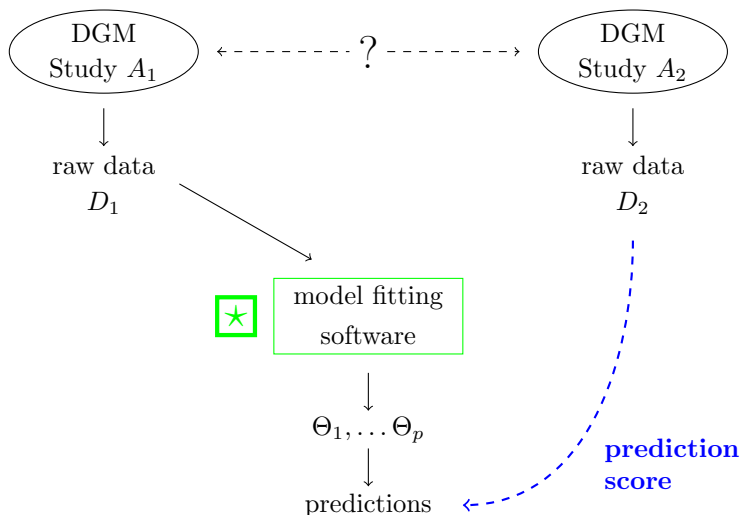 DGM
Study A₁
?
DGM
Study A₂
raw data
D₁
raw data
D₂
⋆
model fitting
software
Θ₁, … Θₚ
prediction
score
predictions